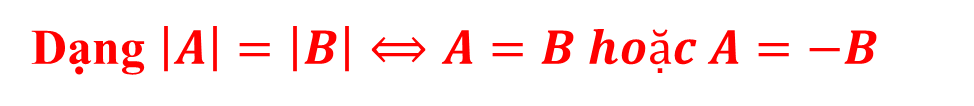 Dạng |A| = |B| ⟺ A = B hoặc A = −B